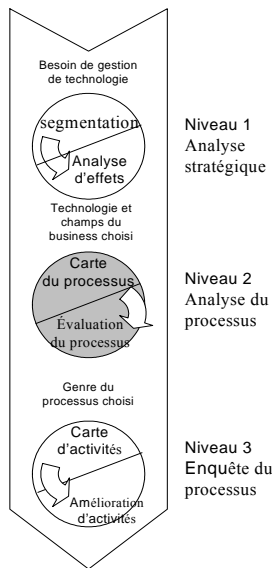 Besoin de gestion
de technologie
segmentation
Analyse
d'effets
Niveau 1
Analyse
stratégique
Technologie et
champs du
business choisi
Carte
du processus
Évaluation
du processus
Niveau 2
Analyse du
processus
Genre du
processus choisi
Carte
d'activités
Amélioration
d'activités
Niveau 3
Enquête du
processus